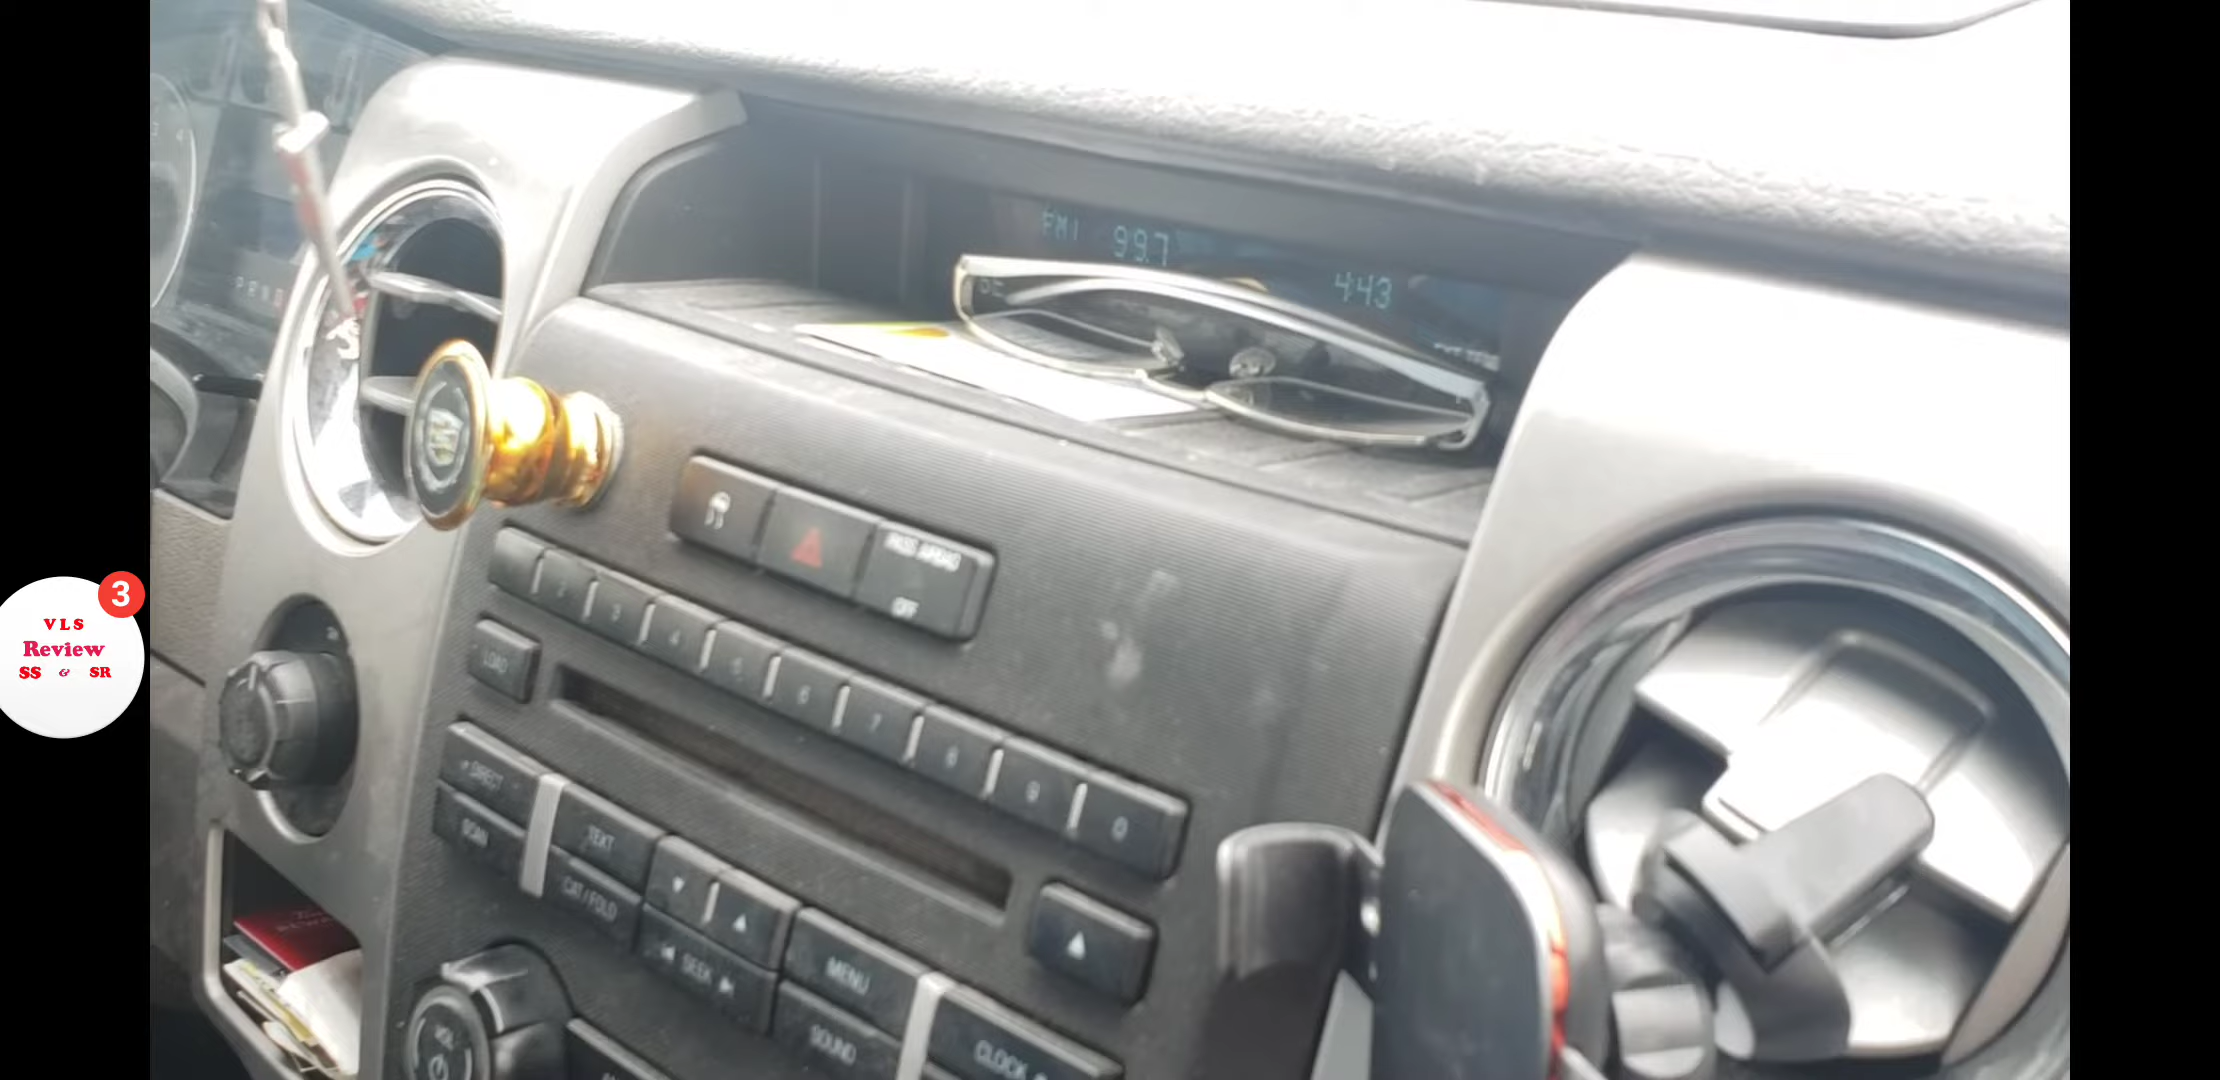 3
VLS
Review
SS & SR
FM1 99.7
4:43
P R N D
PASS AIRBAG
OFF
2
3
4
5
6
7
8
9
0
LOAD
DIRECT
SCAN
TEXT
CAT/FOLD
SEEK
MENU
SOUND
CLOCK
VOL